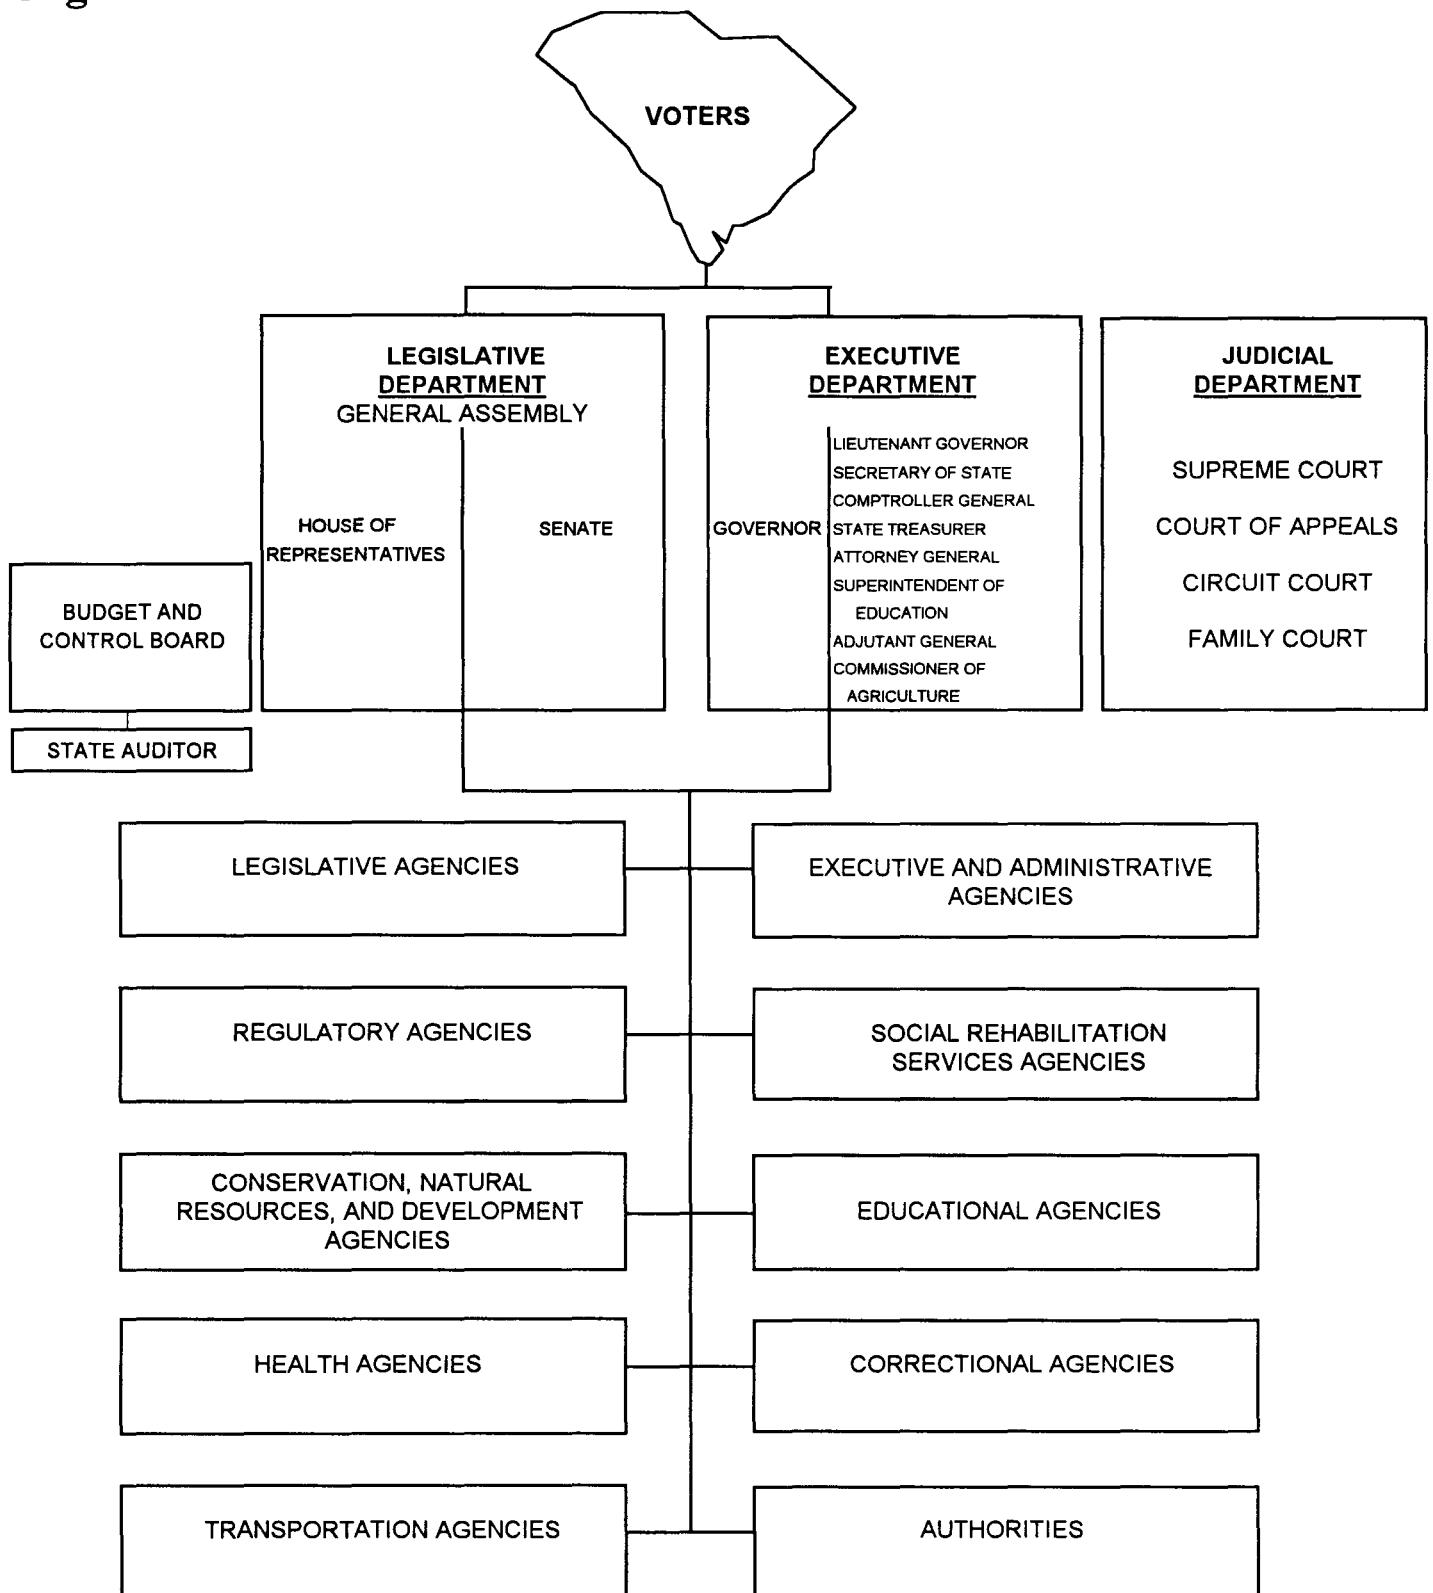 VOTERS
LEGISLATIVE
DEPARTMENT
GENERAL ASSEMBLY
HOUSE OF
REPRESENTATIVES
SENATE
EXECUTIVE
DEPARTMENT
GOVERNOR
LIEUTENANT GOVERNOR
SECRETARY OF STATE
COMPTROLLER GENERAL
STATE TREASURER
ATTORNEY GENERAL
SUPERINTENDENT OF
EDUCATION
ADJUTANT GENERAL
COMMISSIONER OF
AGRICULTURE
JUDICIAL
DEPARTMENT
SUPREME COURT
COURT OF APPEALS
CIRCUIT COURT
FAMILY COURT
BUDGET AND
CONTROL BOARD
STATE AUDITOR
LEGISLATIVE AGENCIES
EXECUTIVE AND ADMINISTRATIVE
AGENCIES
REGULATORY AGENCIES
SOCIAL REHABILITATION
SERVICES AGENCIES
CONSERVATION, NATURAL
RESOURCES, AND DEVELOPMENT
AGENCIES
EDUCATIONAL AGENCIES
HEALTH AGENCIES
CORRECTIONAL AGENCIES
TRANSPORTATION AGENCIES
AUTHORITIES